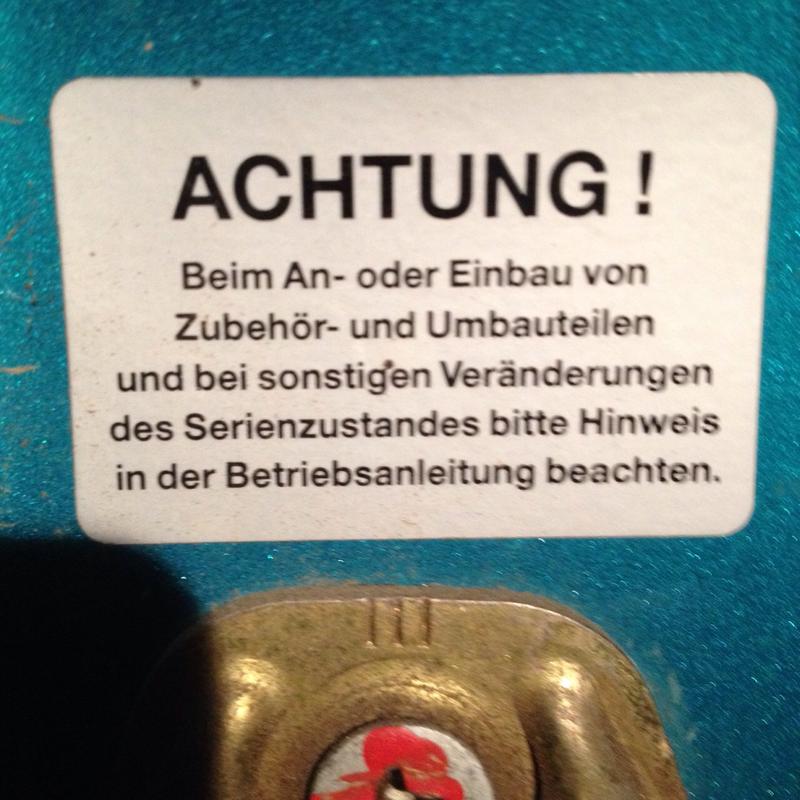 ACHTUNG !
Beim An- oder Einbau von
Zubehör- und Umbauteilen
und bei sonstigen Veränderungen
des Serienzustandes bitte Hinweis
in der Betriebsanleitung beachten.